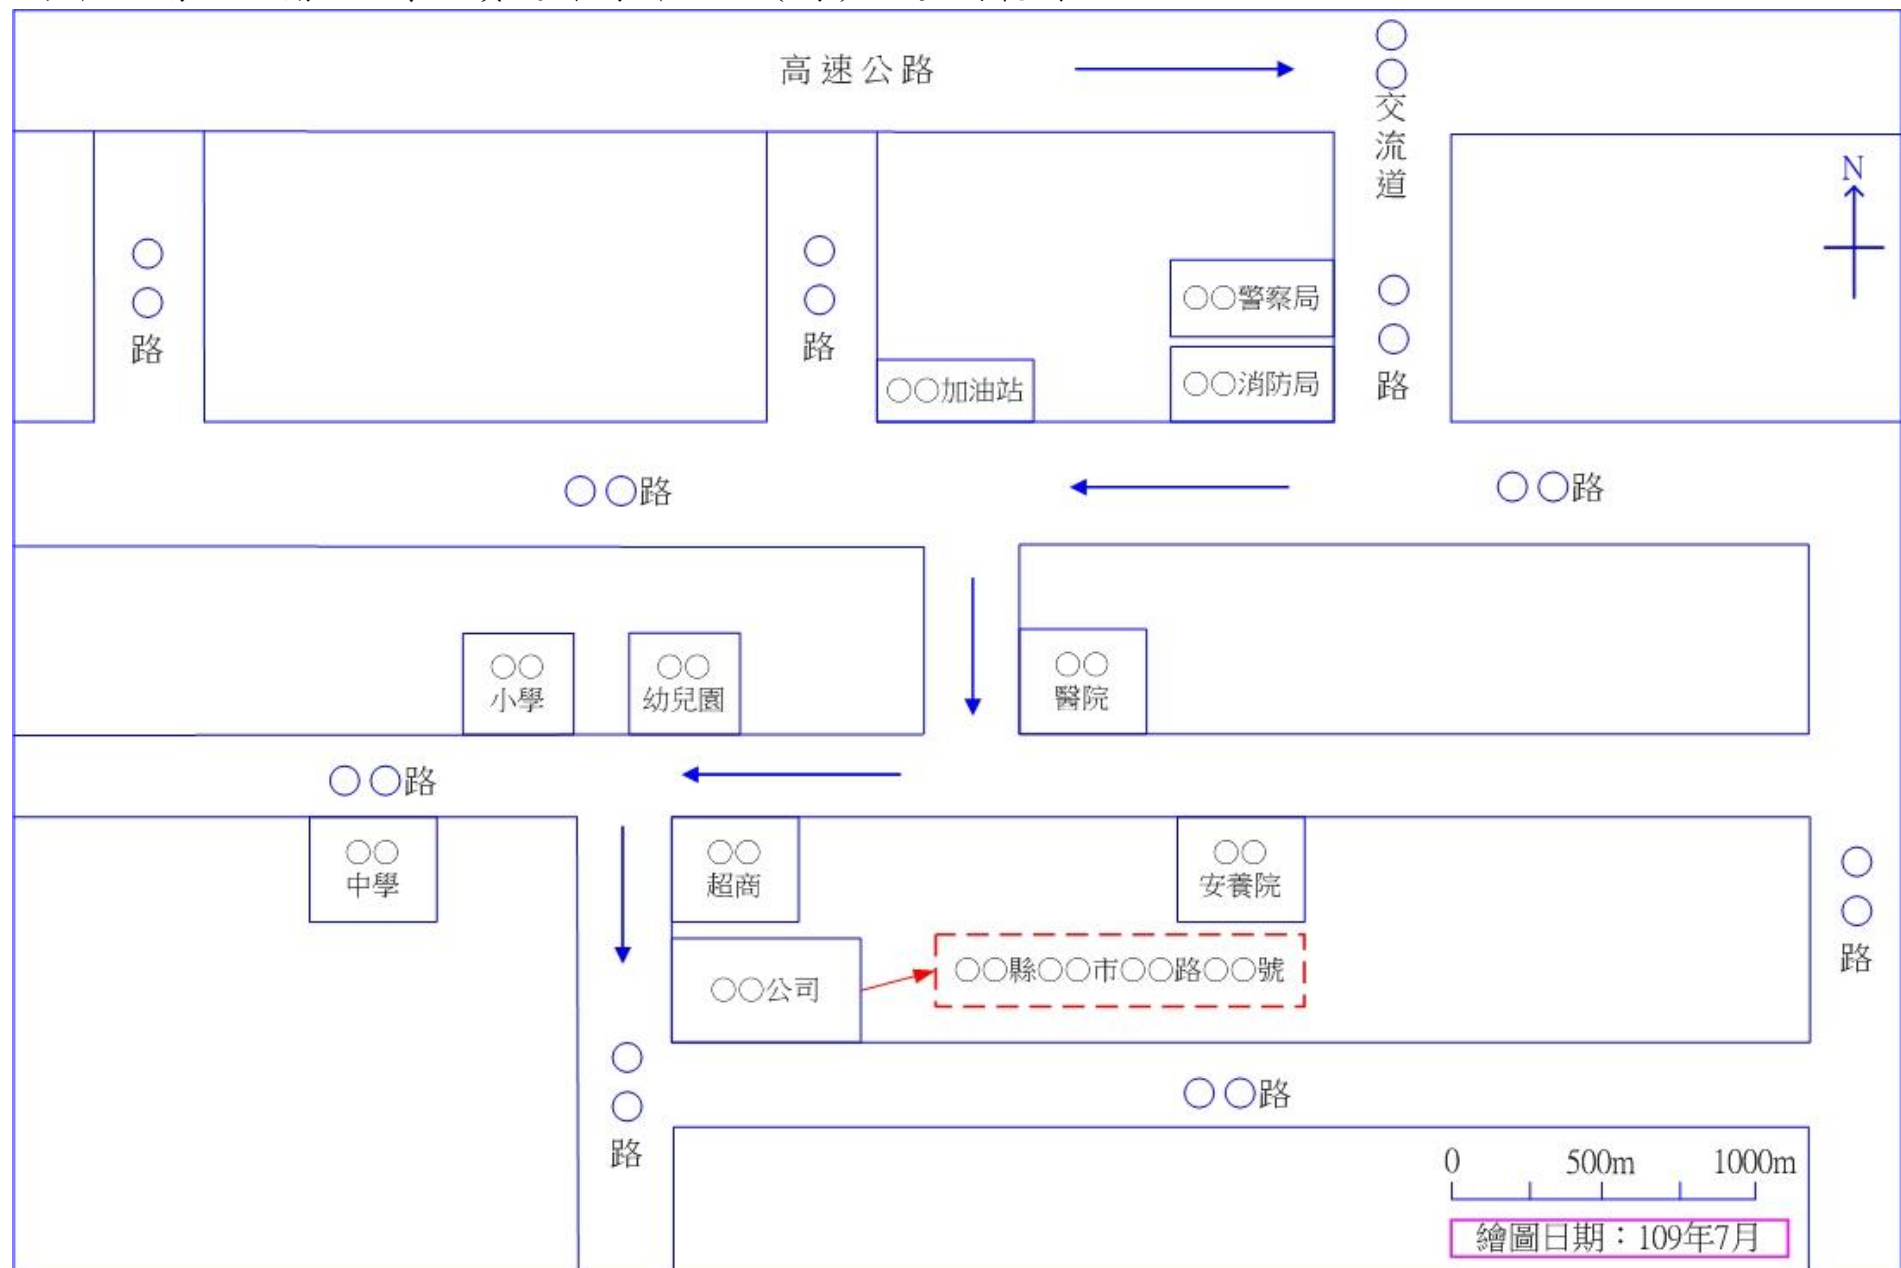 高速公路
○○交流道
N
○○路
○○路
○○警察局
○○路
○○消防局
○○加油站
○○路
○○路
○○
小學
○○
幼兒園
○○
醫院
○○路
○○
中學
○○
超商
○○
安養院
○○路
○○公司
○○縣○○市○○路○○號
○○路
○○路
0 500m 1000m
繪圖日期：109年7月